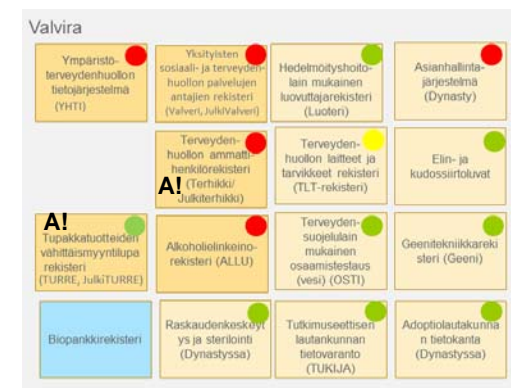 Valvira
Ympäristö-
terveydenhuollon
tietojärjestelmä
(YHTI)
Yksityisten
sosiaali- ja terveyden-
huollon palvelujen
antajien rekisteri
(Valveri, JulkiValveri)
Hedelmöityshoito-
lain mukainen
luovuttajarekisteri
(Luoteri)
Asianhallinta-
järjestelmä
(Dynasty)
A!
Terveyden-
huollon ammatti-
henkilörekisteri
(Terhikki/
Julkiterhikki)
Terveyden-
huollon laitteet ja
tarvikkeet rekisteri
(TLT-rekisteri)
Elin- ja
kudossiirtoluvat
A!
Tupakkatuotteiden
vähittäismyyntilupa
rekisteri
(TURRE, JulkiTURRE)
Alkoholielinkeino-
rekisteri (ALLU)
Terveyden-
suojelulain
mukainen
osaamistestaus
(vesi) (OSTI)
Geenitekniikkareki
steri (Geeni)
Biopankkirekisteri
Raskaudenkeskeyt
ys ja sterilointi
(Dynastyssa)
Tutkimuseettisen
lautankunnan
tietovaranto
(TUKIJA)
Adoptiolautakunna
n tietokanta
(Dynastyssa)